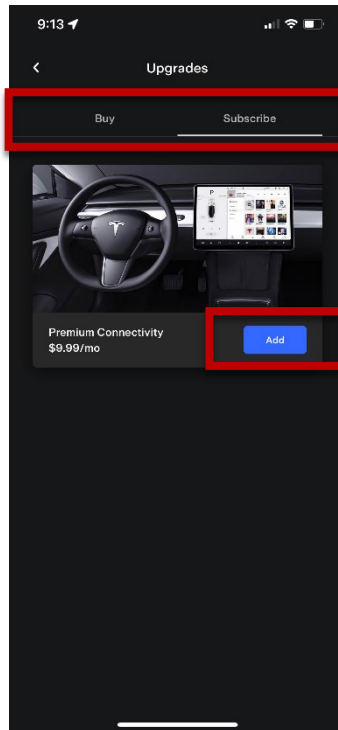 9:13
Upgrades
Buy
Subscribe
Premium Connectivity
$9.99/mo
Add